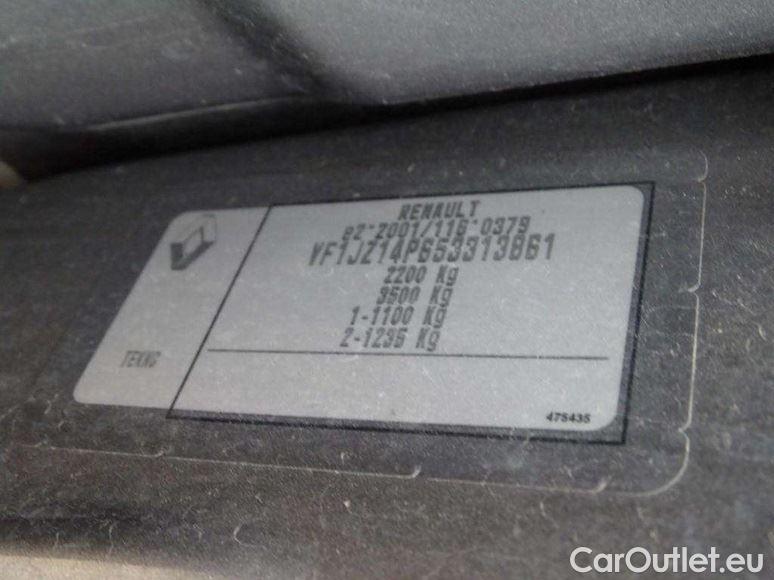 RENAULT
e2*2001/116*0379
VF1JZ14P653313861
2200 Kg
3500 Kg
1-1100 Kg
2-1235 Kg
TEXNG
475435
CarOutlet.eu